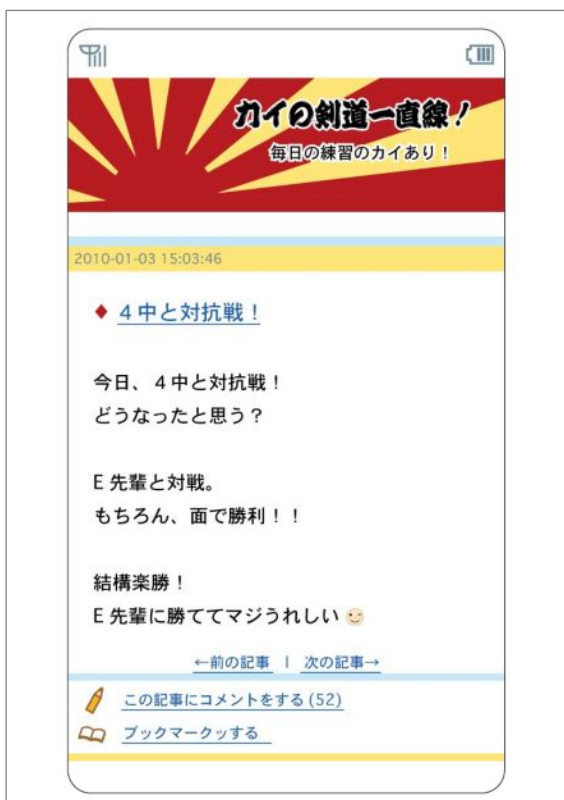 カイの剣道一直線！
毎日の練習のカイあり！
2010-01-03 15:03:46
♦ 4中と対抗戦！
今日、4中と対抗戦！
どうなったと思う？
E先輩と対戦。
もちろん、面で勝利！！
結構楽勝！
E先輩に勝ててマジうれしい
←前の記事 | 次の記事→
この記事にコメントをする(52)
ブックマークッする